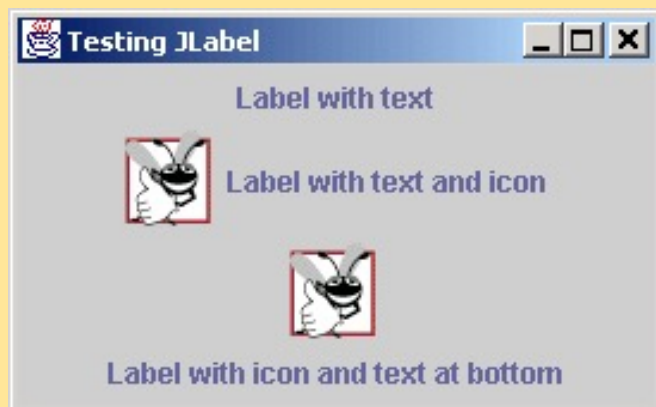 Testing JLabel
Label with text
Label with text and icon
Label with icon and text at bottom